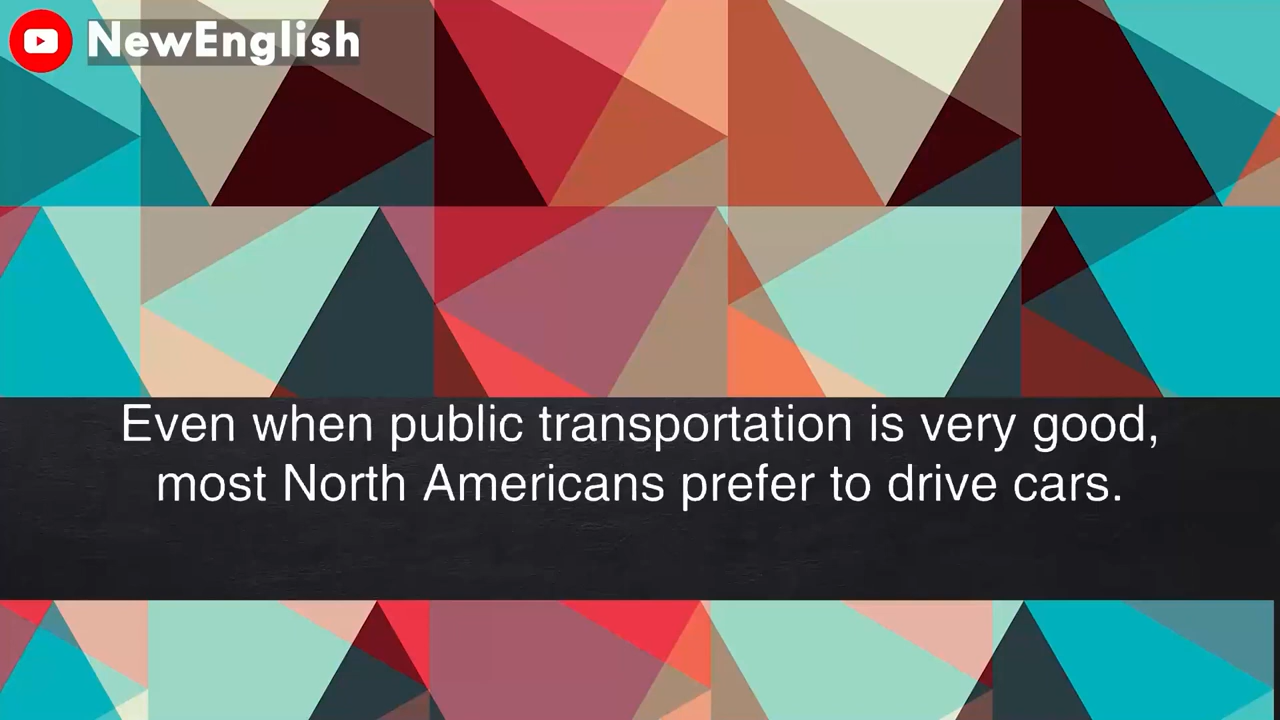 NewEnglish
Even when public transportation is very good,
most North Americans prefer to drive cars.